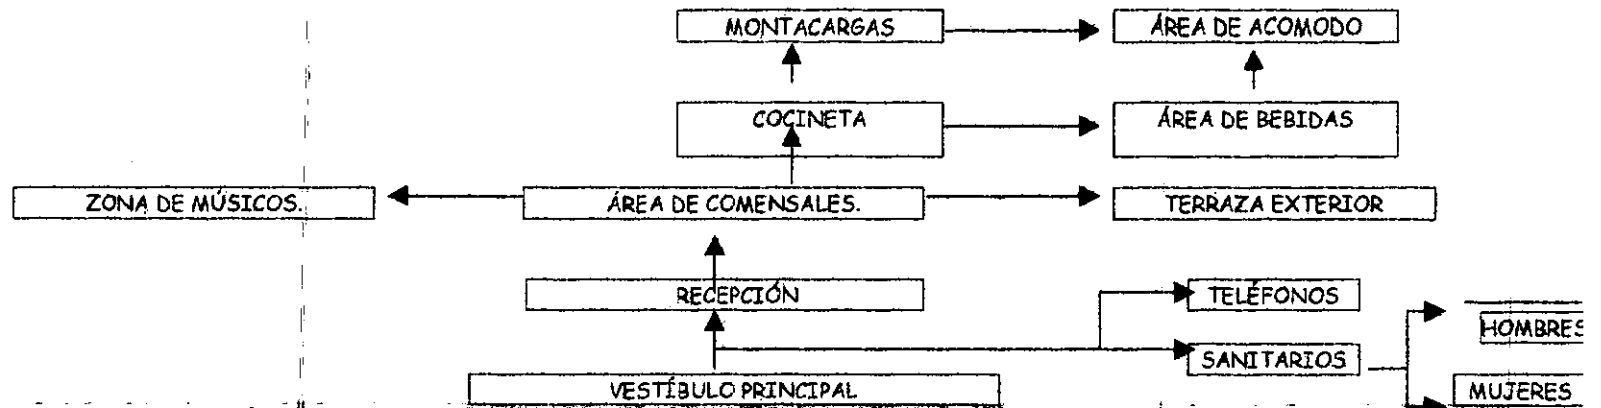 MONTACARGAS
ÁREA DE ACOMODO
COCINETA
ÁREA DE BEBIDAS
ZONA DE MÚSICOS.
ÁREA DE COMENSALES.
TERRAZA EXTERIOR
RECEPCIÓN
TELÉFONOS
HOMBRES
SANITARIOS
VESTÍBULO PRINCIPAL
MUJERES